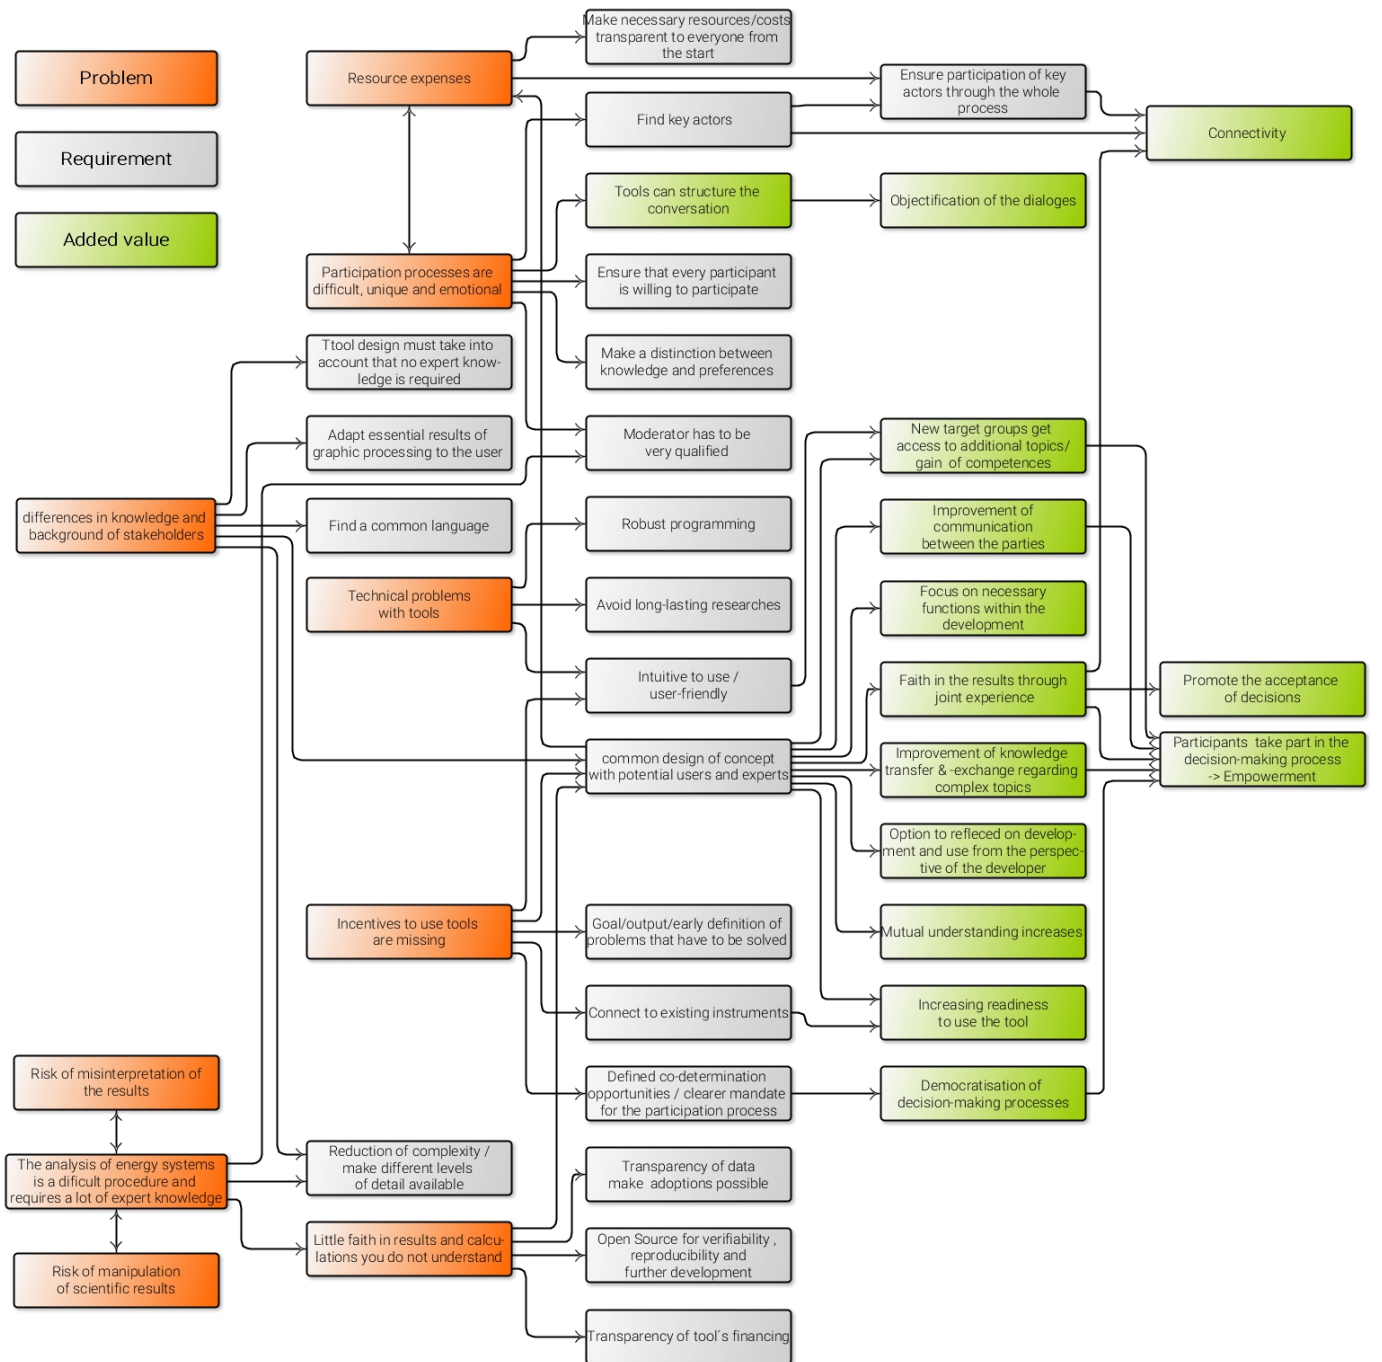 Problem
Requirement
Added value
Resource expenses
Participation processes are
difficult, unique and emotional
Ttool design must take into
account that no expert know-
ledge is required
Adapt essential results of
graphic processing to the user
differences in knowledge and
background of stakeholders
Find a common language
Technical problems
with tools
Incentives to use tools
are missing
Risk of misinterpretation of
the results
The analysis of energy systems
is a dificult procedure and
requires a lot of expert knowledge
Risk of manipulation
of scientific results
Reduction of complexity /
make different levels
of detail available
Little faith in results and calcu-
lations you do not understand
Make necessary resources/costs
transparent to everyone from
the start
Find key actors
Tools can structure the
conversation
Ensure that every participant
is willing to participate
Make a distinction between
knowledge and preferences
Moderator has to be
very qualified
Robust programming
Avoid long-lasting researches
Intuitive to use /
user-friendly
common design of concept
with potential users and experts
Goal/output/early definition of
problems that have to be solved
Connect to existing instruments
Defined co-determination
opportunities / clearer mandate
for the participation process
Transparency of data
make adoptions possible
Open Source for verifiability ,
reproducibility and
further development
Transparency of tool´s financing
Ensure participation of key
actors through the whole
process
Objectification of the dialoges
New target groups get
access to additional topics/
gain of competences
Improvement of
communication
between the parties
Focus on necessary
functions within the
development
Faith in the results through
joint experience
Improvement of knowledge
transfer & -exchange regarding
complex topics
Option to refleced on develop-
ment and use from the perspec-
tive of the developer
Mutual understanding increases
Increasing readiness
to use the tool
Democratisation of
decision-making processes
Connectivity
Promote the acceptance
of decisions
Participants take part in the
decision-making process
-> Empowerment